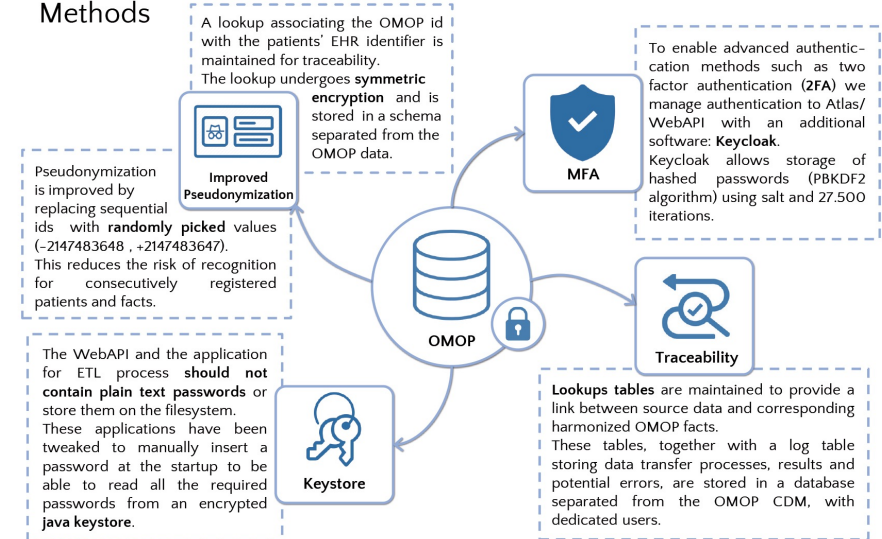 Methods
A lookup associating the OMOP id
with the patients' EHR identifier is
maintained for traceability.
The lookup undergoes symmetric
encryption and is
stored in a schema
separated from the
OMOP data.
Improved
Pseudonymization
Pseudonymization
is improved by
replacing sequential
ids with randomly picked values
(-2147483648 , +2147483647).
This reduces the risk of recognition
for consecutively registered
patients and facts.
To enable advanced authentic-
cation methods such as two
factor authentication (2FA) we
manage authentication to Atlas/
WebAPI with an additional
software: Keycloak.
Keycloak allows storage of
hashed passwords (PBKDF2
algorithm) using salt and 27.500
iterations.
MFA
OMOP
Traceability
Lookups tables are maintained to provide a
link between source data and corresponding
harmonized OMOP facts.
These tables, together with a log table
storing data transfer processes, results and
potential errors, are stored in a database
separated from the OMOP CDM, with
dedicated users.
The WebAPI and the application
for ETL process should not
contain plain text passwords or
store them on the filesystem.
These applications have been
tweaked to manually insert a
password at the startup to be
able to read all the required
passwords from an encrypted
java keystore.
Keystore